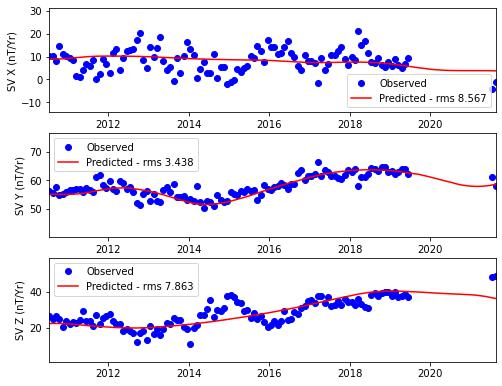 SV X (nT/Yr)
30
20
10
0
−10
Observed
Predicted - rms 8.567
2012
2014
2016
2018
2020
SV Y (nT/Yr)
70
60
50
Observed
Predicted - rms 3.438
2012
2014
2016
2018
2020
SV Z (nT/Yr)
40
20
Observed
Predicted - rms 7.863
2012
2014
2016
2018
2020